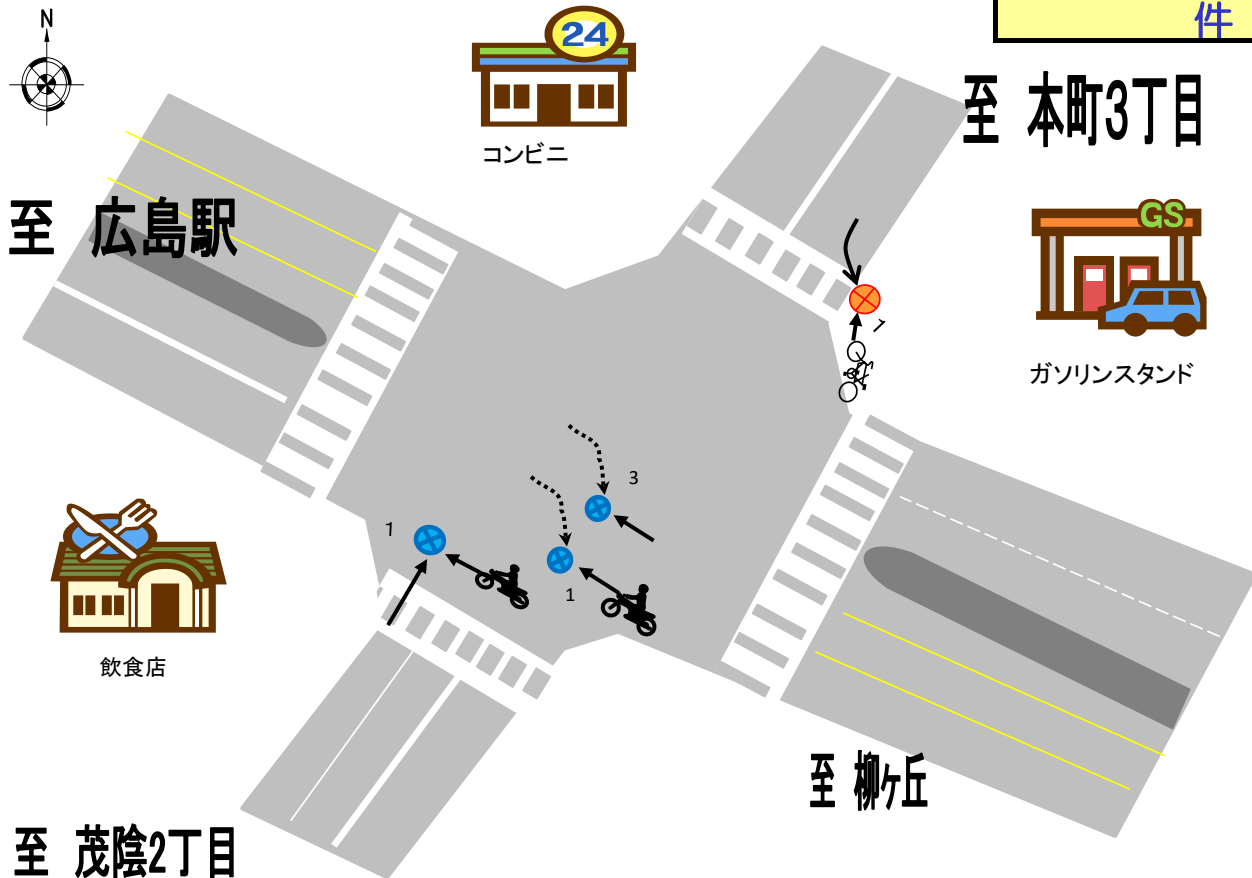 件
N
24
至 本町3丁目
コンビニ
至 広島駅
GS
1
ガソリンスタンド
3
1
1
飲食店
至 柳ヶ丘
至 茂陰2丁目